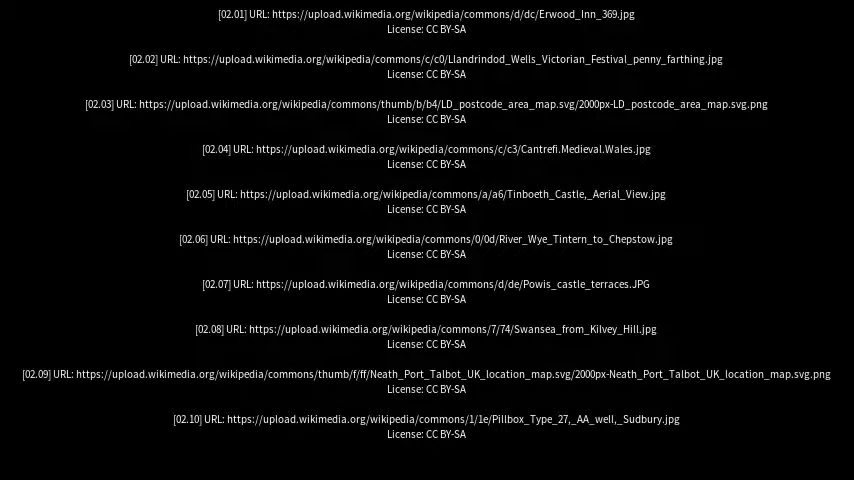 [02.01] URL: https://upload.wikimedia.org/wikipedia/commons/d/dc/Erwood_Inn_369.jpg
License: CC BY-SA
[02.02] URL: https://upload.wikimedia.org/wikipedia/commons/c/c0/Llandrindod_Wells_Victorian_Festival_penny_farthing.jpg
License: CC BY-SA
[02.03] URL: https://upload.wikimedia.org/wikipedia/commons/thumb/b/b4/LD_postcode_area_map.svg/2000px-LD_postcode_area_map.svg.png
License: CC BY-SA
[02.04] URL: https://upload.wikimedia.org/wikipedia/commons/c/c3/Cantrefi.Medieval.Wales.jpg
License: CC BY-SA
[02.05] URL: https://upload.wikimedia.org/wikipedia/commons/a/a6/Tinboeth_Castle,_Aerial_View.jpg
License: CC BY-SA
[02.06] URL: https://upload.wikimedia.org/wikipedia/commons/0/0d/River_Wye_Tintern_to_Chepstow.jpg
License: CC BY-SA
[02.07] URL: https://upload.wikimedia.org/wikipedia/commons/d/de/Powis_castle_terraces.JPG
License: CC BY-SA
[02.08] URL: https://upload.wikimedia.org/wikipedia/commons/7/74/Swansea_from_Kilvey_Hill.jpg
License: CC BY-SA
[02.09] URL: https://upload.wikimedia.org/wikipedia/commons/thumb/f/ff/Neath_Port_Talbot_UK_location_map.svg/2000px-Neath_Port_Talbot_UK_location_map.svg.png
License: CC BY-SA
[02.10] URL: https://upload.wikimedia.org/wikipedia/commons/1/1e/Pillbox_Type_27,_AA_well,_Sudbury.jpg
License: CC BY-SA